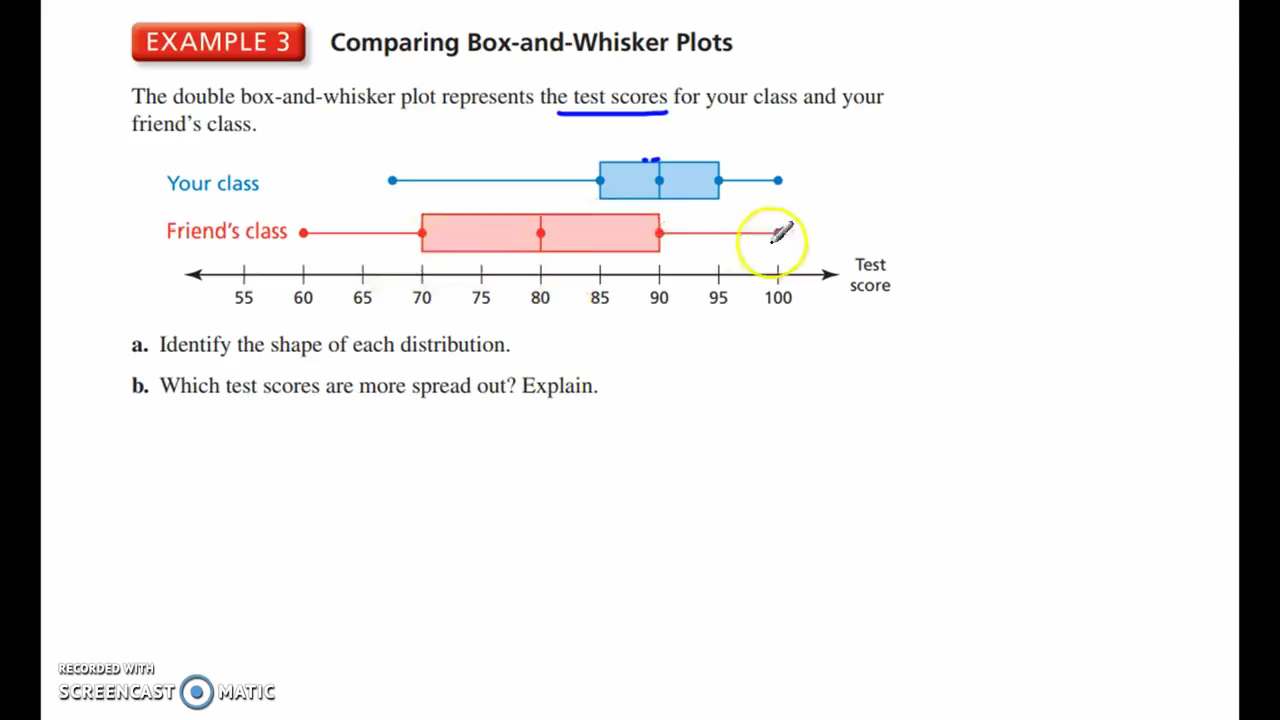 EXAMPLE 3 Comparing Box-and-Whisker Plots
The double box-and-whisker plot represents the test scores for your class and your
friend's class.
Your class
Friend's class
Test
score
55 60 65 70 75 80 85 90 95 100
a. Identify the shape of each distribution.
b. Which test scores are more spread out? Explain.
RECORDED WITH
SCREENCAST MATIC